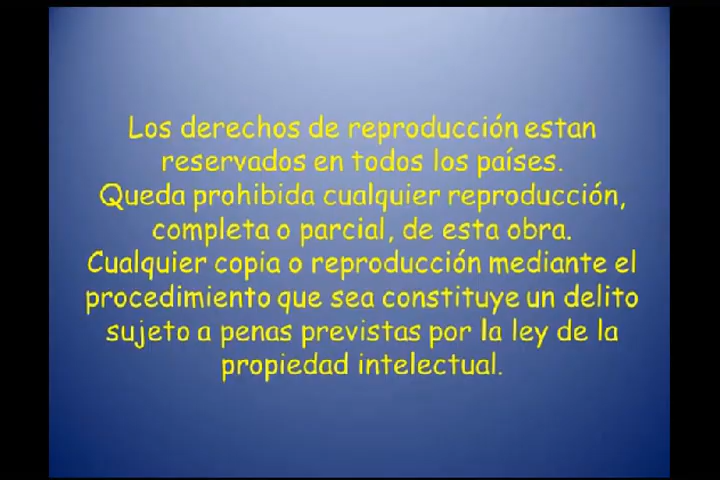 Los derechos de reproducción estan
reservados en todos los países.
Queda prohibida cualquier reproducción,
completa o parcial, de esta obra.
Cualquier copia o reproducción mediante el
procedimiento que sea constituye un delito
sujeto a penas previstas por la ley de la
propiedad intelectual.